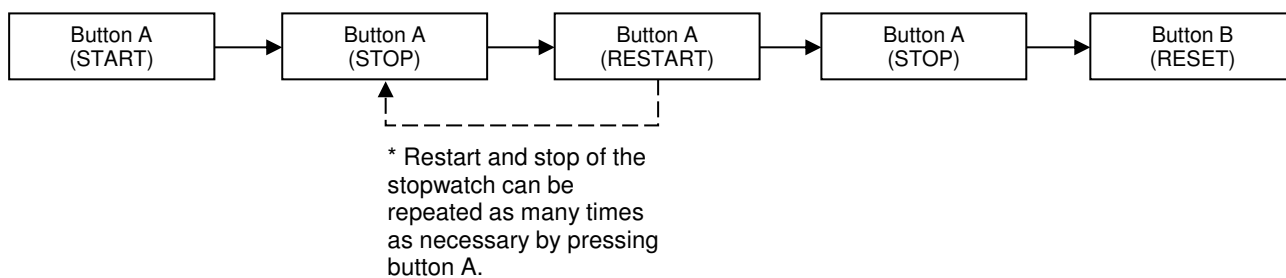 Button A
(START)
Button A
(STOP)
Button A
(RESTART)
Button A
(STOP)
Button B
(RESET)
* Restart and stop of the
stopwatch can be
repeated as many times
as necessary by pressing
button A.